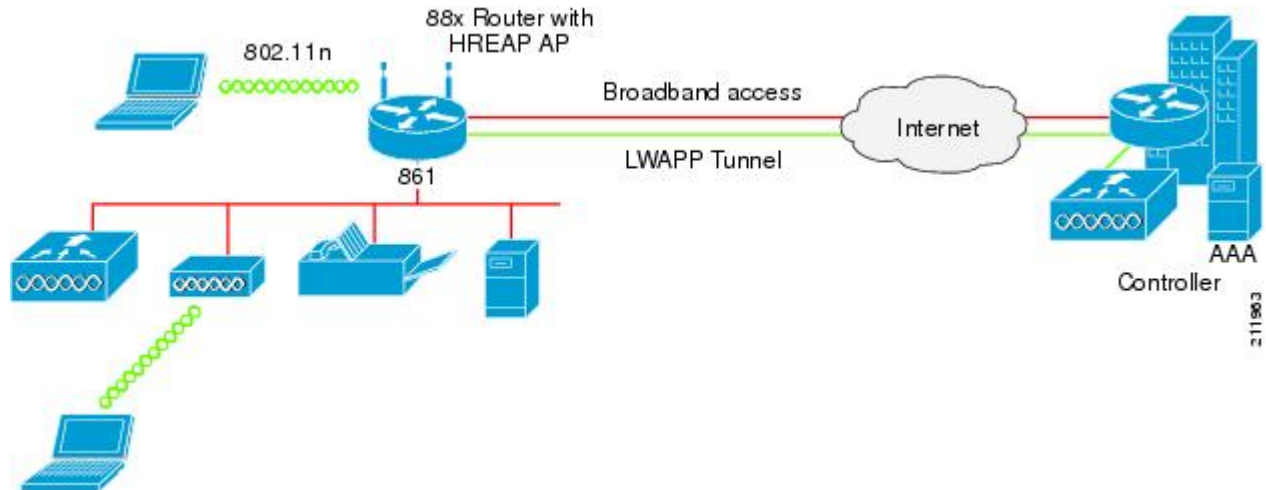 88x Router with
HREAP AP
802.11n
Broadband access
Internet
LWAPP Tunnel
861
AAA
Controller
211963